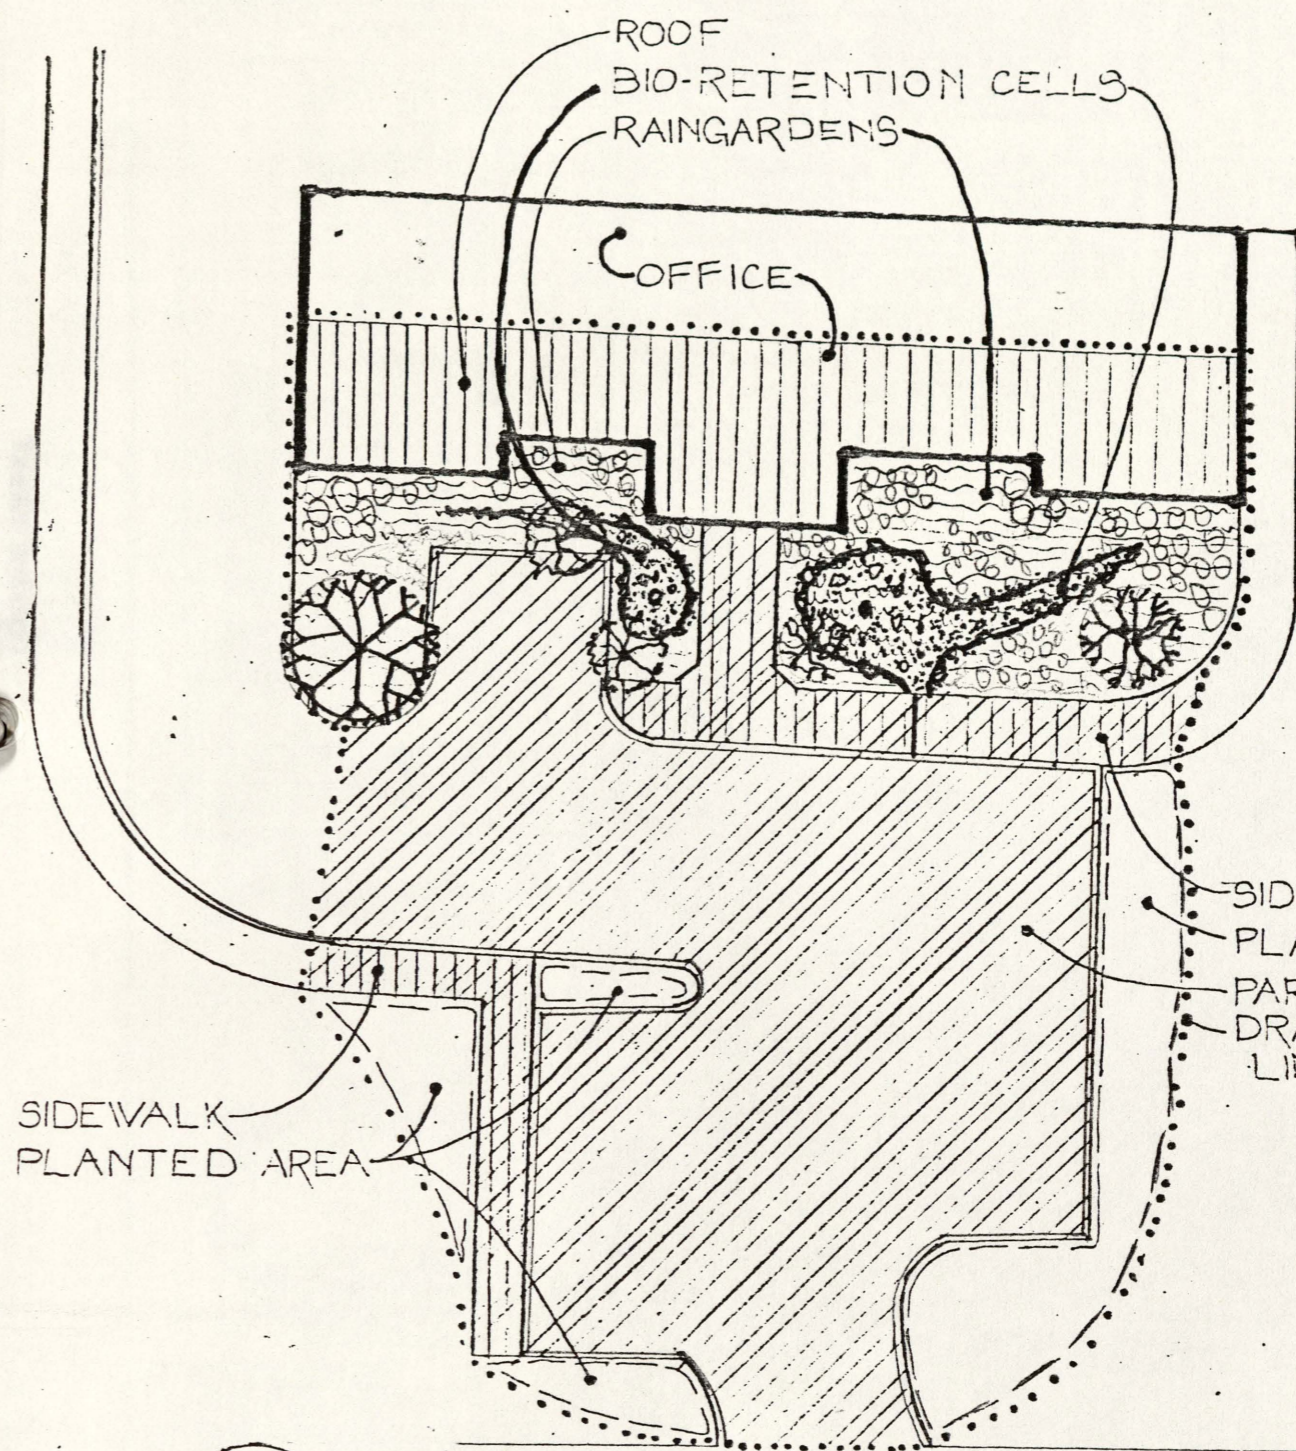 ROOF
BIO-RETENTION CELLS
RAINGARDENS
OFFICE
SIDEWALK
PLANTED AREA